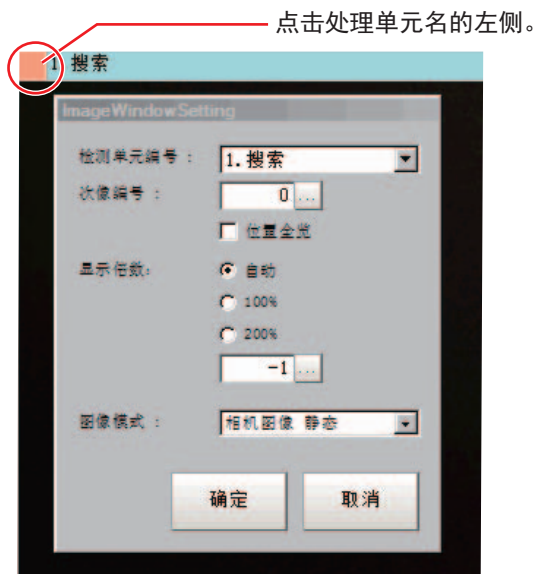 点击处理单元名的左侧。
1. 搜索
ImageWindowSetting
检测单元编号 :
1. 搜索
次像编号 :
0 ...
位置全览
显示倍数:
自动
100%
200%
-1 ...
图像模式 :
相机图像 静态
确定
取消